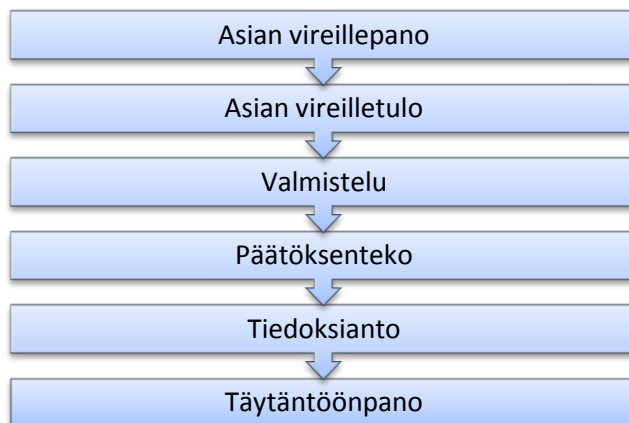 Asian vireillepano
Asian vireilletulo
Valmistelu
Päätöksenteko
Tiedoksianto
Täytäntöönpano